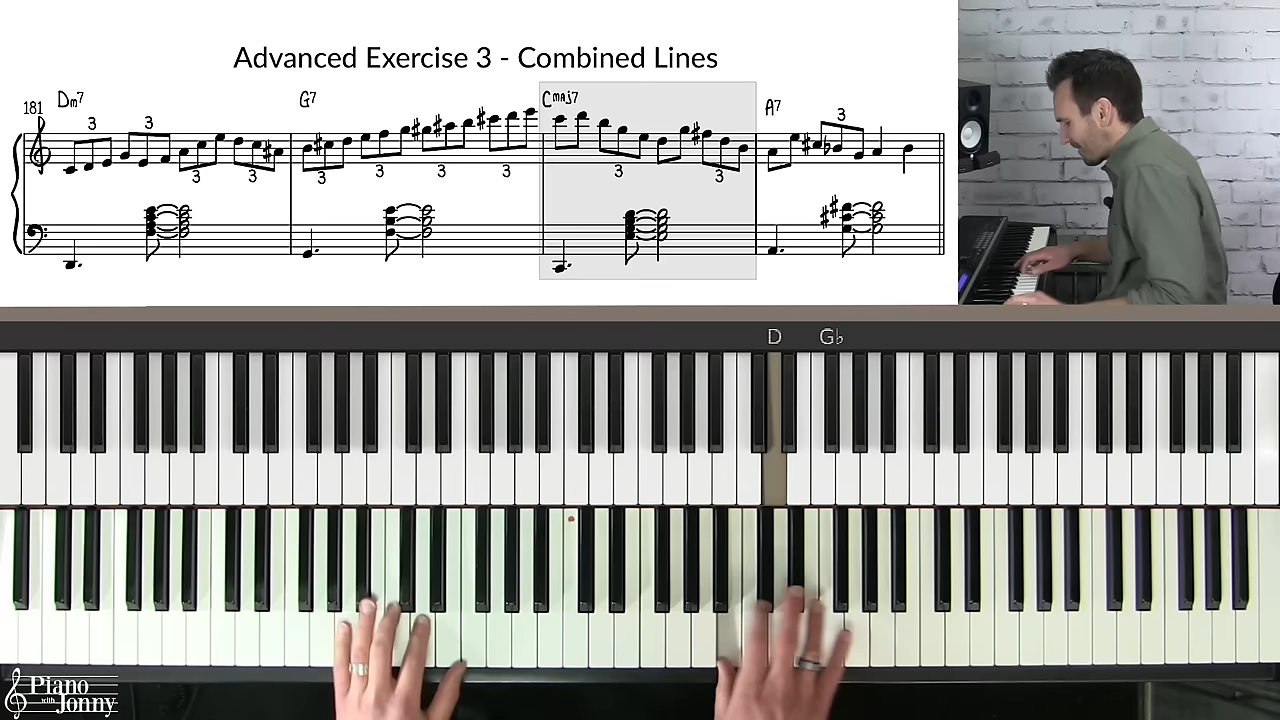 Advanced Exercise 3 - Combined Lines
Dm7 G7 Cmaj7 A7
181
3 3 3 3 3 3 3 3 3 3 3
D G♭
Piano
with
Jonny